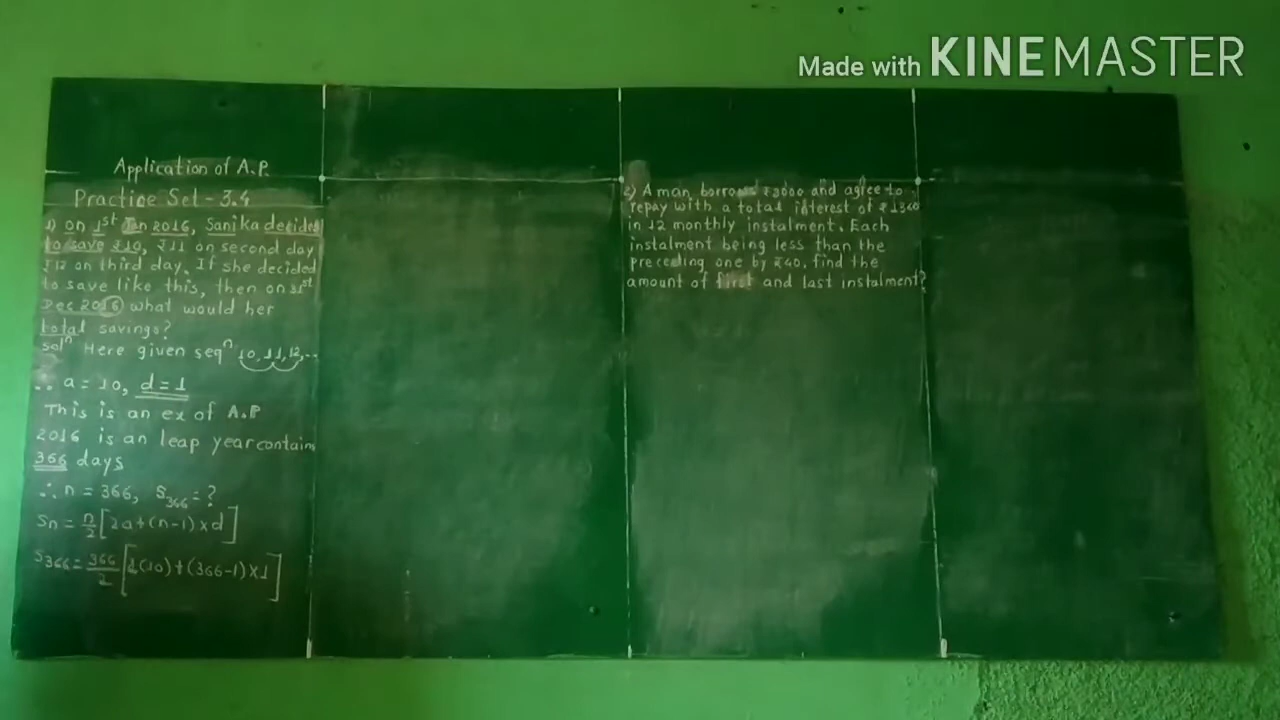 Made with KINEMASTER
Application of A.P.
Practice Set - 3.4
1) on 1st Jan 2016, Sanika decided
to save ₹10, ₹11 on second day
₹12 on third day. If she decided
to save like this, then on 31st
Dec 2016 what would her
total savings?
Solⁿ Here given seqⁿ 10, 11, 12, ..
∴ a = 10, d = 1
This is an ex of A.P
2016 is an leap year contains
366 days
∴ n = 366, S₃₆₆ = ?
Sn = n/2 [2a + (n-1) x d]
S366 = 366/2 [2(10) + (366-1) x 1]
2) A man borrows ₹8000 and agree to
repay with a total interest of ₹1360
in 12 monthly instalment. Each
instalment being less than the
preceding one by ₹40, find the
amount of first and last instalment?